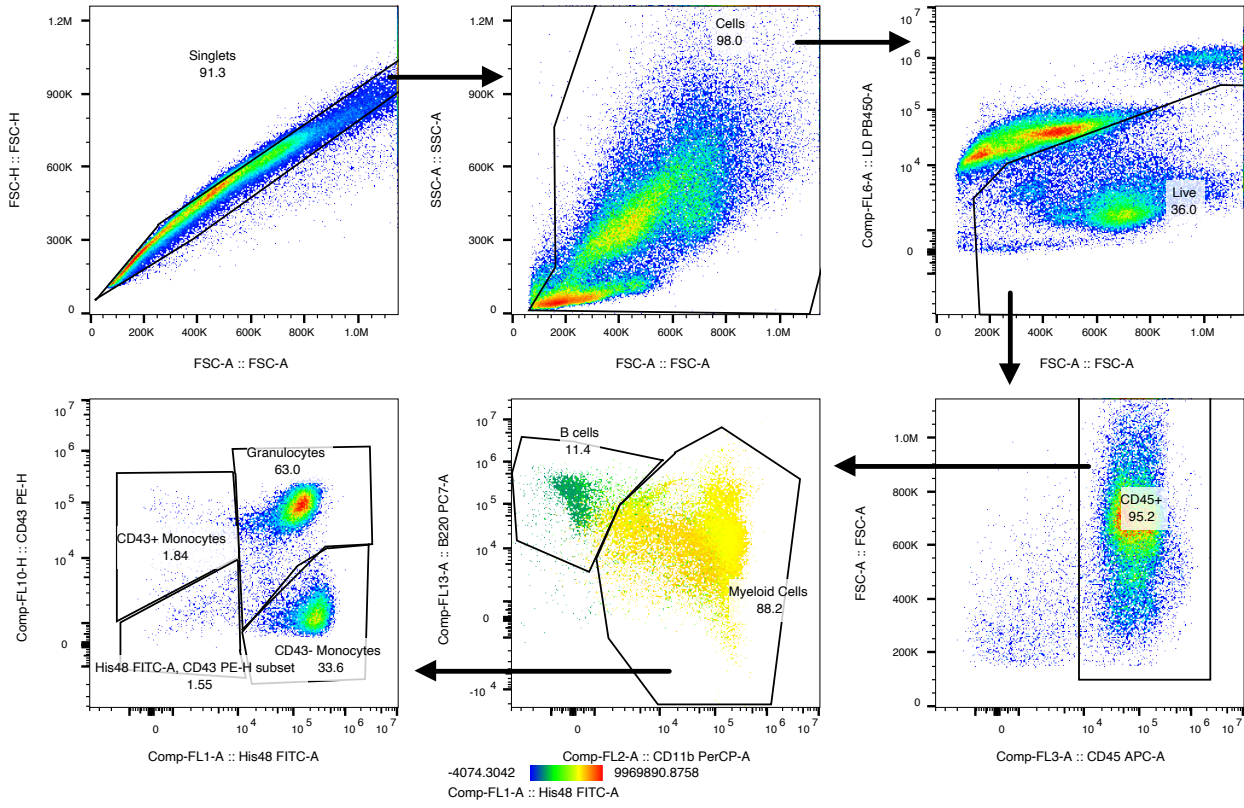 1.2M
900K
600K
300K
0
FSC-H :: FSC-H
Singlets
91.3
0
200K
400K
600K
800K
1.0M
FSC-A :: FSC-A
1.2M
900K
600K
300K
0
SSC-A :: SSC-A
Cells
98.0
0
200K
400K
600K
800K
1.0M
FSC-A :: FSC-A
10 7
10 6
10 5
10 4
0
Comp-FL6-A :: LD PB450-A
Live
36.0
0
200K
400K
600K
800K
1.0M
FSC-A :: FSC-A
10 7
10 6
10 5
10 4
0
Comp-FL10-H :: CD43 PE-H
Granulocytes
63.0
CD43+ Monocytes
1.84
CD43- Monocytes
33.6
His48 FITC-A, CD43 PE-H subset
1.55
0
10 4
10 5
10 6
10 7
Comp-FL1-A :: His48 FITC-A
10 7
10 6
10 5
10 4
0
-10 4
Comp-FL13-A :: B220 PC7-A
B cells
11.4
Myeloid Cells
88.2
0
10 4
10 5
10 6
10 7
Comp-FL2-A :: CD11b PerCP-A
1.0M
800K
600K
400K
200K
0
FSC-A :: FSC-A
CD45+
95.2
0
10 4
10 5
10 6
10 7
Comp-FL3-A :: CD45 APC-A
-4074.3042
9969890.8758
Comp-FL1-A :: His48 FITC-A